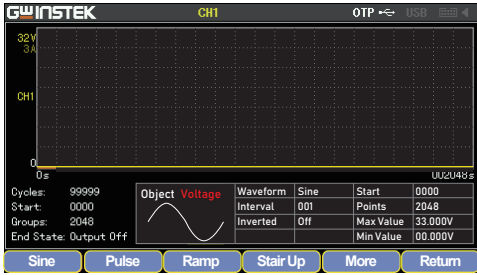 GWINSTEK CH1 OTP USB
32V
3A
CH1
0
0s 002048s
Cycles: 99999
Start: 0000
Groups: 2048
End State: Output Off
Object Voltage
Waveform Sine Start 0000
Interval 001 Points 2048
Inverted Off Max Value 33.000V
Min Value 00.000V
Sine Pulse Ramp Stair Up More Return